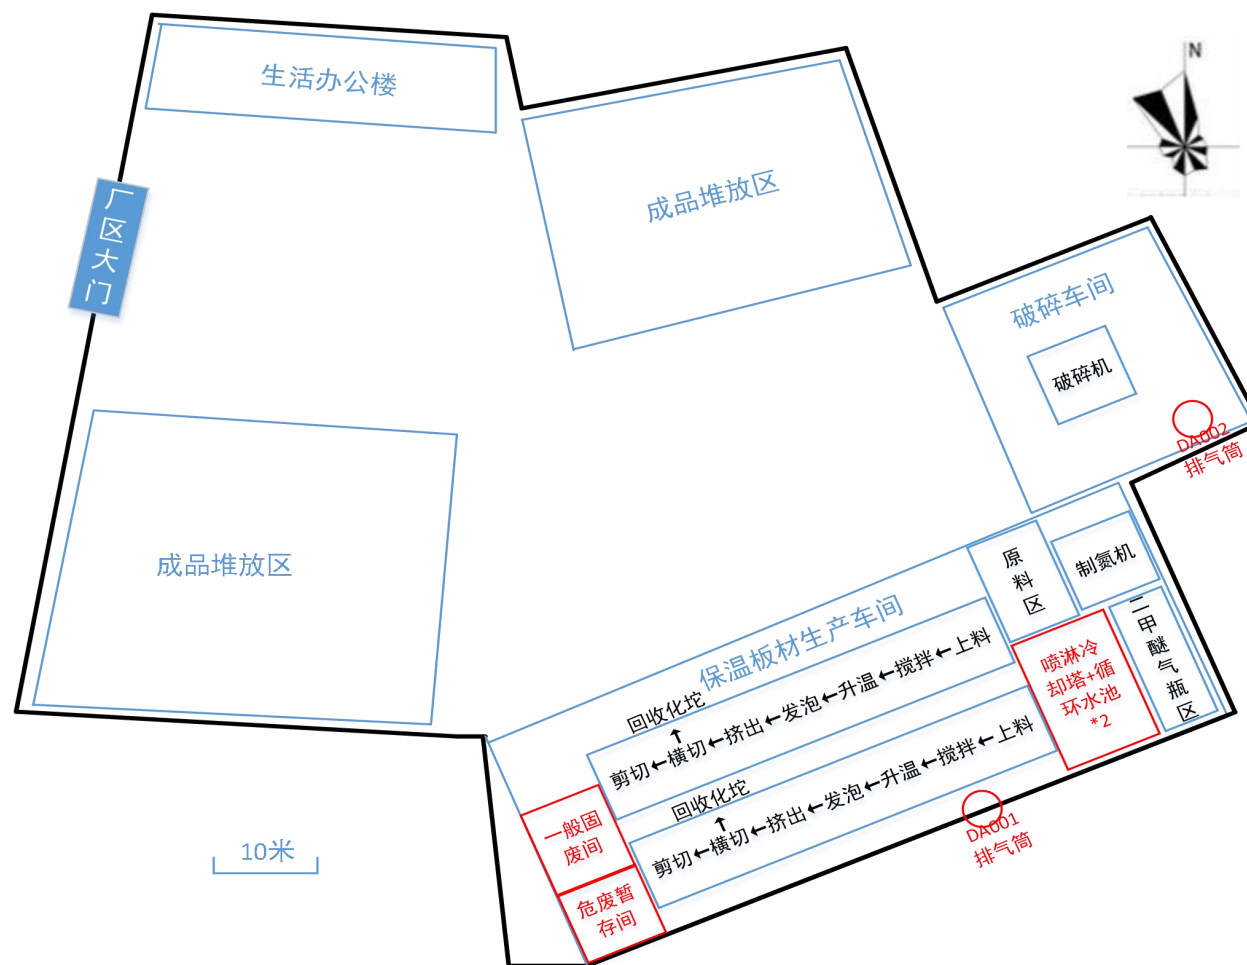 N
生活办公楼
厂
区
大
门
成品堆放区
破碎车间
破碎机
DA002
排气筒
成品堆放区
保温板材生产车间
原
料
区
制氮机
二
甲
醚
气
瓶
区
喷淋冷
却塔+循
环水池
*2
回收化坨
剪切←横切←挤出←发泡←升温←搅拌←上料
回收化坨
剪切←横切←挤出←发泡←升温←搅拌←上料
一般固
废间
危废暂
存间
DA001
排气筒
10米